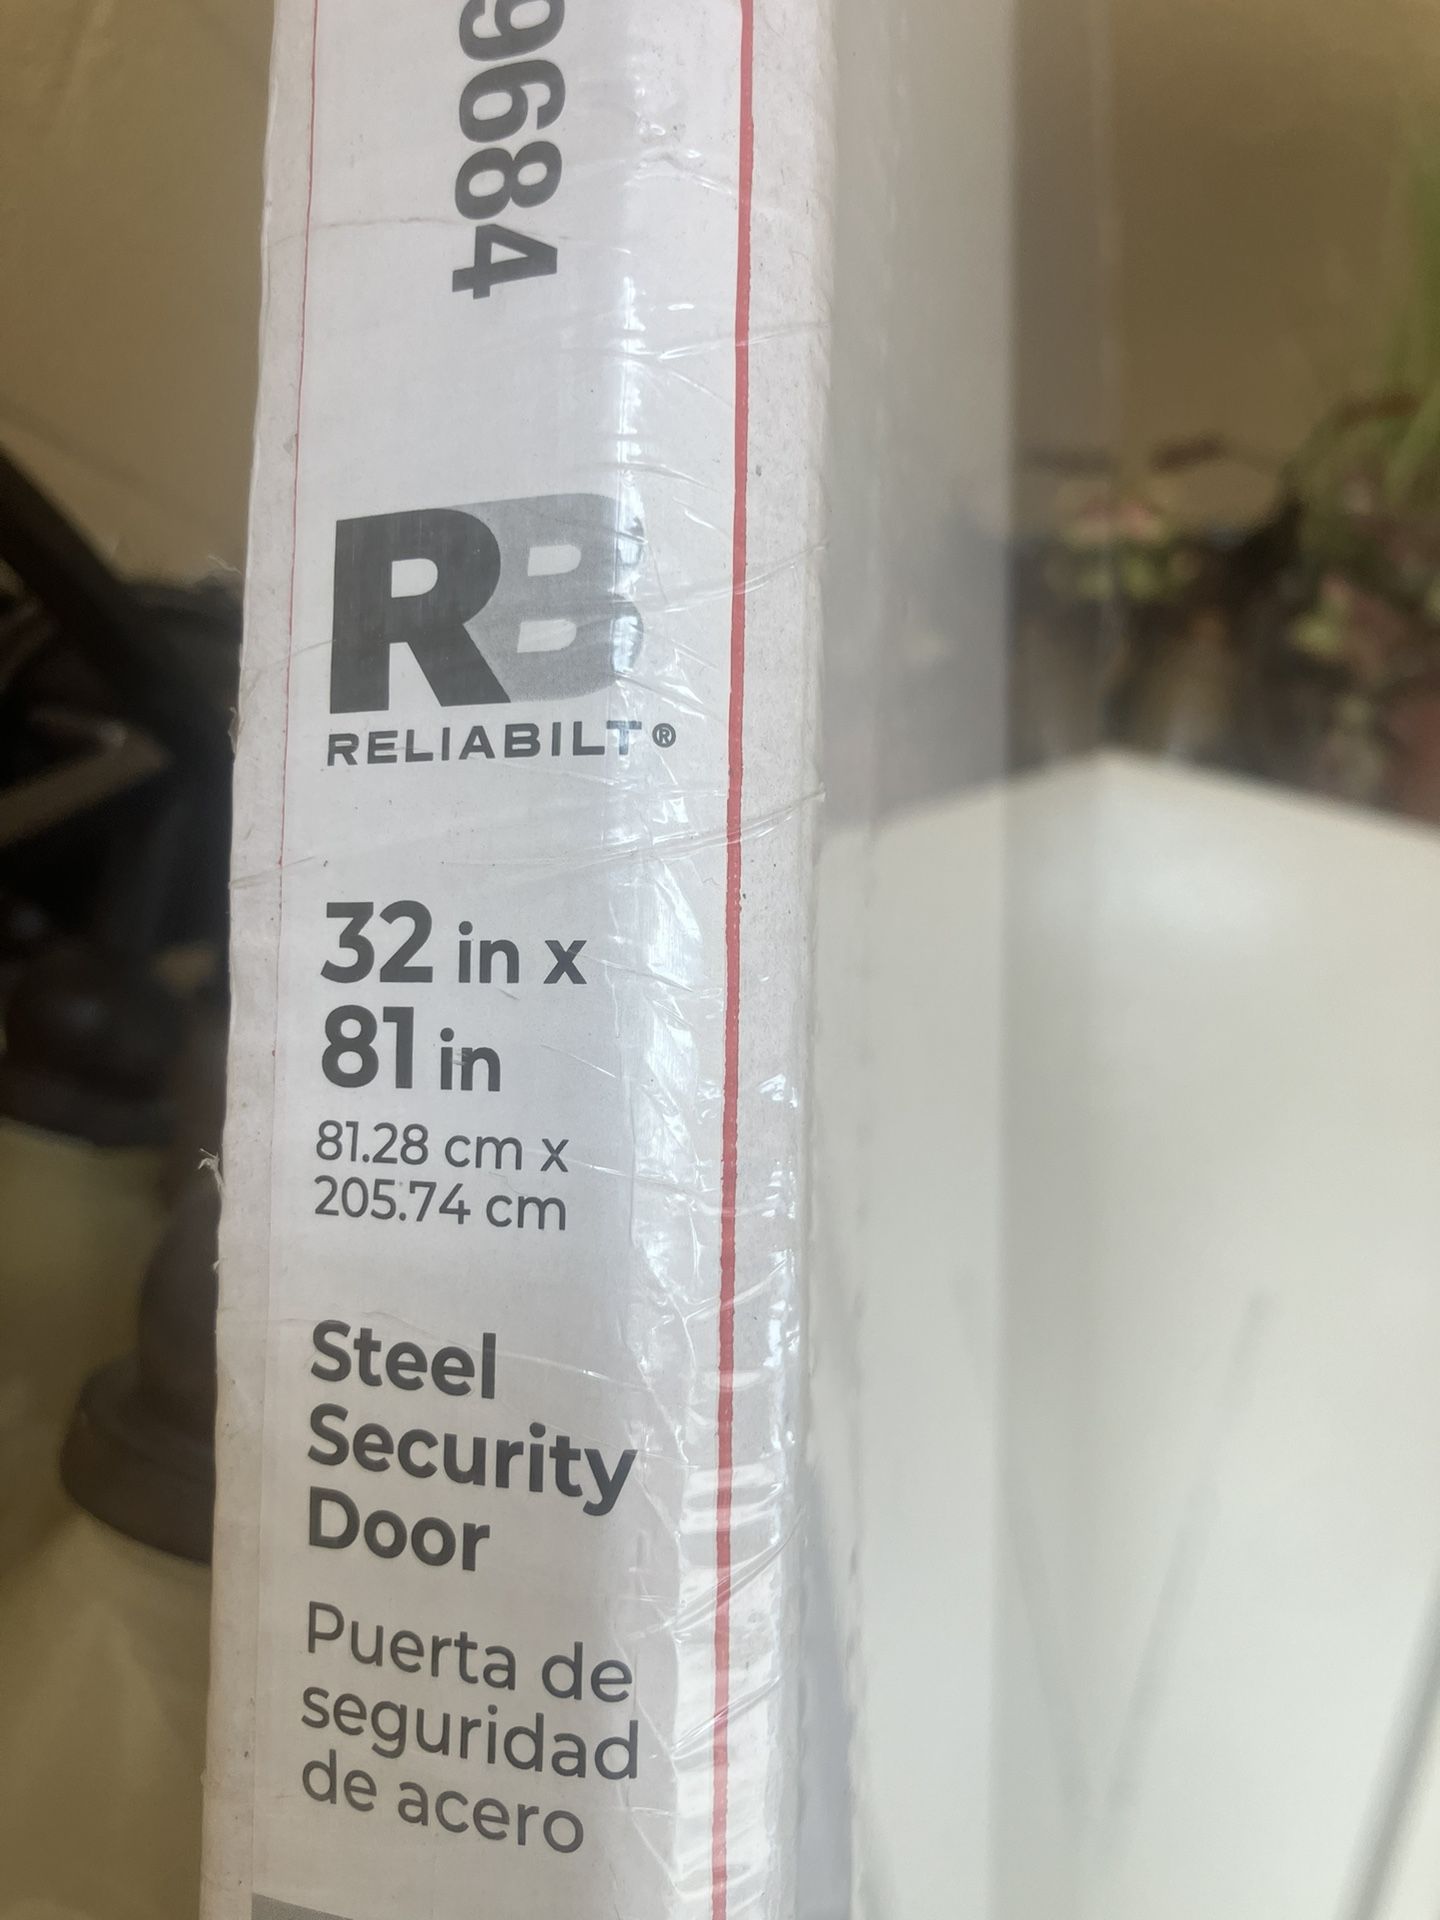 9684
RB
RELIABILT®
32 in x
81 in
81.28 cm x
205.74 cm
Steel
Security
Door
Puerta de
seguridad
de acero